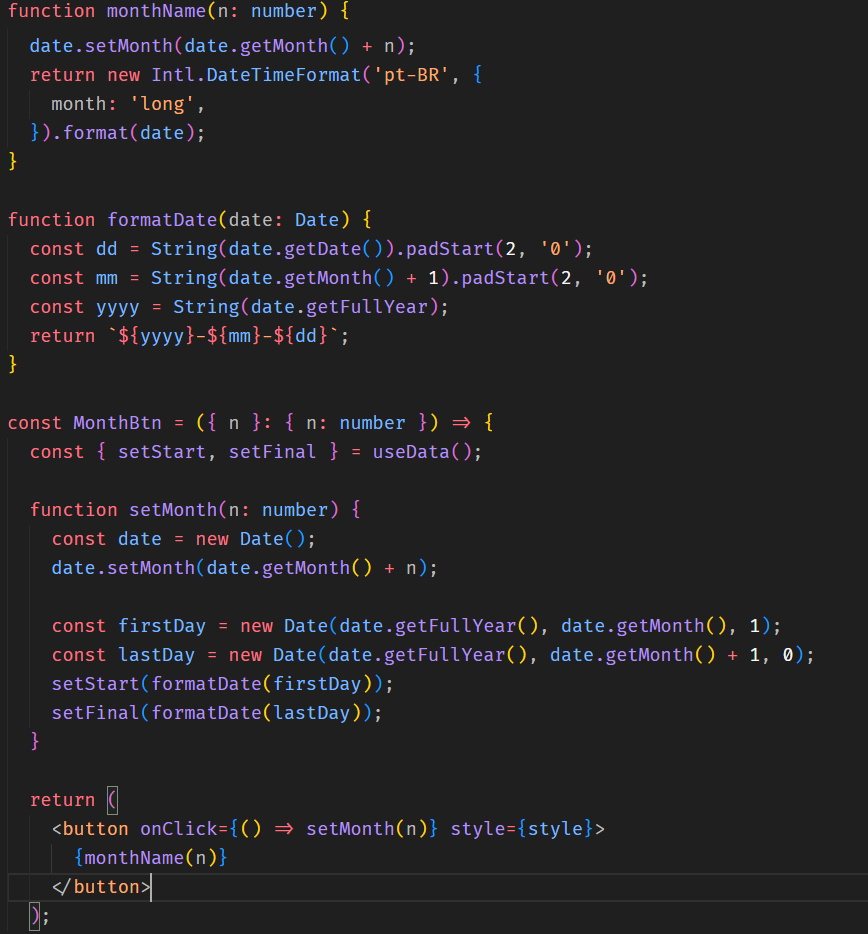 function monthName(n: number) {
  date.setMonth(date.getMonth() + n);
  return new Intl.DateTimeFormat('pt-BR', {
    month: 'long',
  }).format(date);
}

function formatDate(date: Date) {
  const dd = String(date.getDate()).padStart(2, '0');
  const mm = String(date.getMonth() + 1).padStart(2, '0');
  const yyyy = String(date.getFullYear);
  return `${yyyy}-${mm}-${dd}`;
}

const MonthBtn = ({ n }: { n: number }) => {
  const { setStart, setFinal } = useData();

  function setMonth(n: number) {
    const date = new Date();
    date.setMonth(date.getMonth() + n);

    const firstDay = new Date(date.getFullYear(), date.getMonth(), 1);
    const lastDay = new Date(date.getFullYear(), date.getMonth() + 1, 0);
    setStart(formatDate(firstDay));
    setFinal(formatDate(lastDay));
  }

  return (
    <button onClick={() => setMonth(n)} style={style}>
      {monthName(n)}
    </button>
  );